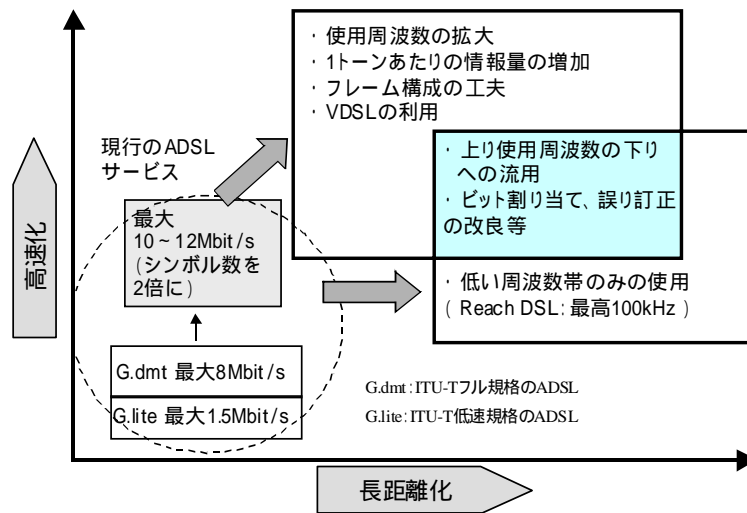 ・使用周波数の拡大
・1トーンあたりの情報量の増加
・フレーム構成の工夫
・VDSLの利用
・上り使用周波数の下り
への流用
・ビット割り当て、誤り訂正
の改良等
・低い周波数帯のみの使用
( Reach DSL: 最高100kHz )
現行のADSL
サービス
最大
10~12Mbit/s
(シンボル数を
2倍に)
G.dmt 最大8Mbit/s
G.lite 最大1.5Mbit/s
G.dmt:ITU-Tフル規格のADSL
G.lite:ITU-T低速規格のADSL
高速化
長距離化